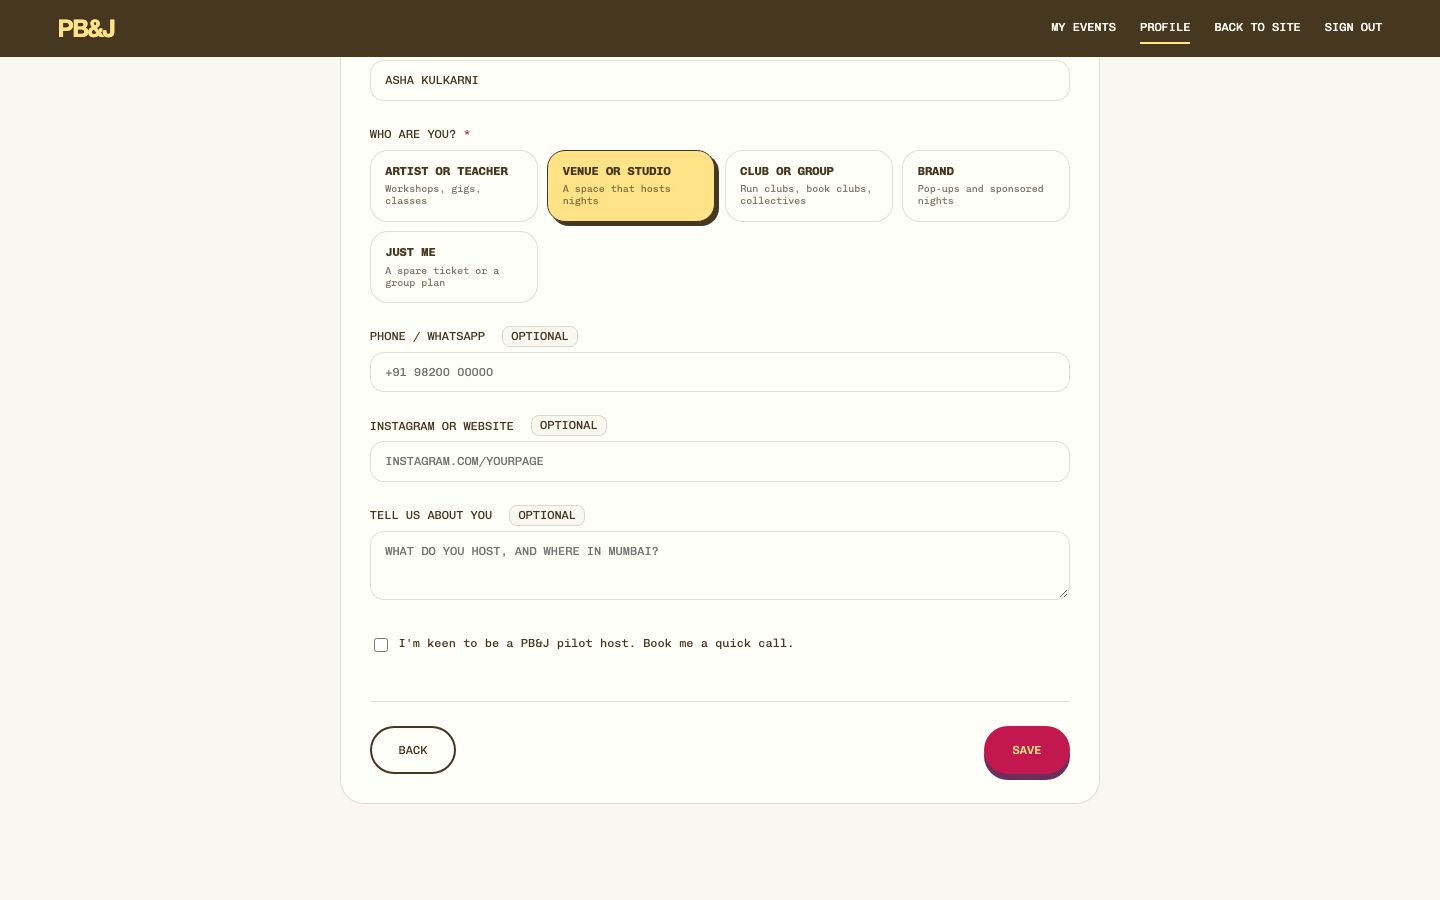 PB&J
MY EVENTS
PROFILE
BACK TO SITE
SIGN OUT
ASHA KULKARNI
WHO ARE YOU? *
ARTIST OR TEACHER
Workshops, gigs,
classes
VENUE OR STUDIO
A space that hosts
nights
CLUB OR GROUP
Run clubs, book clubs,
collectives
BRAND
Pop-ups and sponsored
nights
JUST ME
A spare ticket or a
group plan
PHONE / WHATSAPP OPTIONAL
+91 98200 00000
INSTAGRAM OR WEBSITE OPTIONAL
INSTAGRAM.COM/YOURPAGE
TELL US ABOUT YOU OPTIONAL
WHAT DO YOU HOST, AND WHERE IN MUMBAI?
I'm keen to be a PB&J pilot host. Book me a quick call.
BACK
SAVE